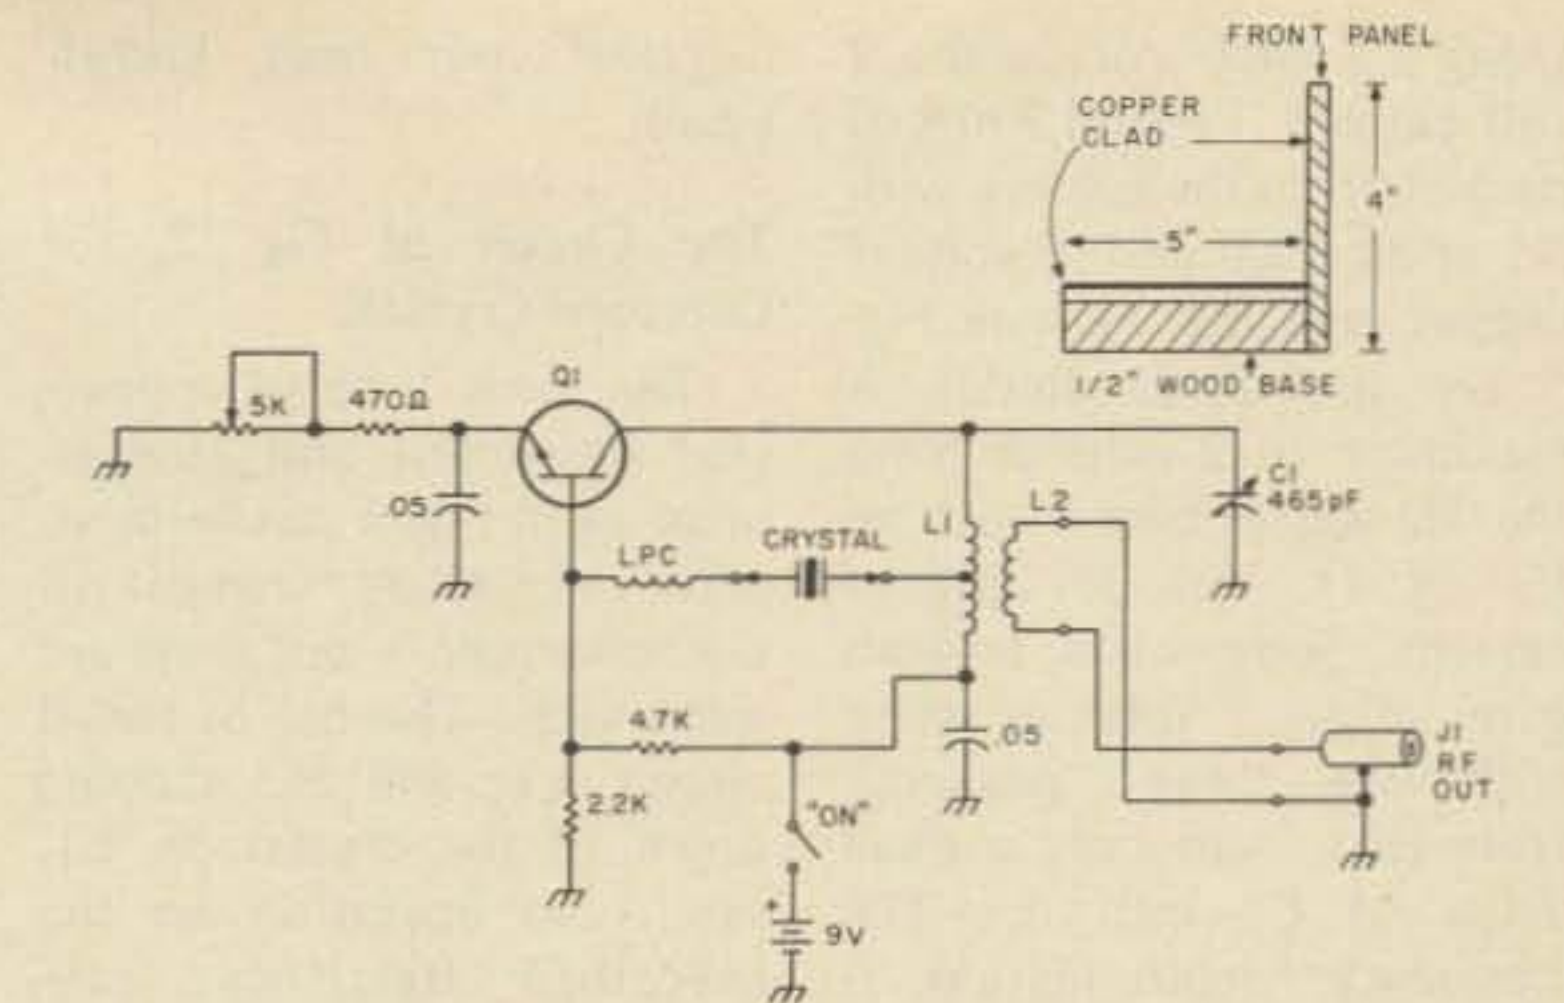 FRONT PANEL
COPPER
CLAD
4"
5"
1/2" WOOD BASE
Q1
5K
470Ω
.05
C1
465pF
L1
L2
LPC
CRYSTAL
4.7K
.05
J1
RF
OUT
2.2K
"ON"
+
9V